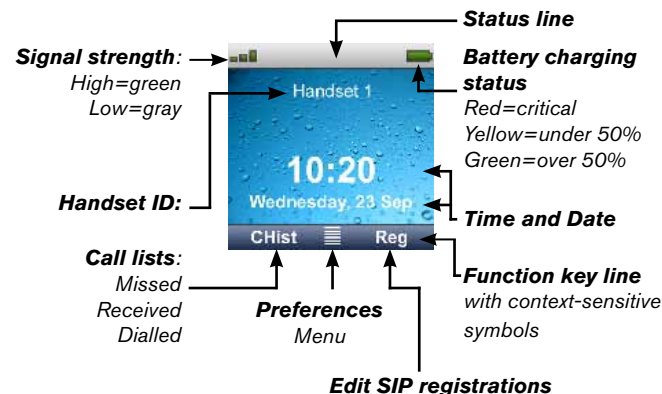 Status line
Signal strength:
High=green
Low=gray
Battery charging
status
Red=critical
Yellow=under 50%
Green=over 50%
Handset 1
10:20
Wednesday, 23 Sep
Handset ID:
Time and Date
CHist
Reg
Call lists:
Missed
Received
Dialled
Preferences
Menu
Function key line
with context-sensitive
symbols
Edit SIP registrations